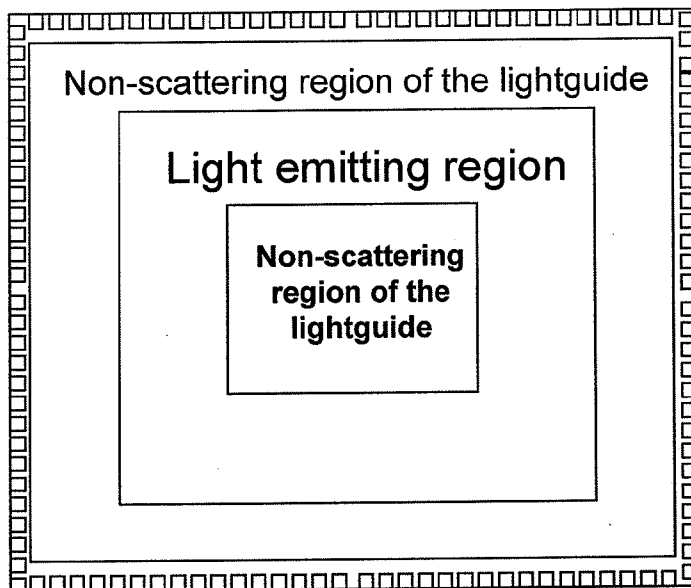 Non-scattering region of the lightguide
Light emitting region
Non-scattering
region of the
lightguide